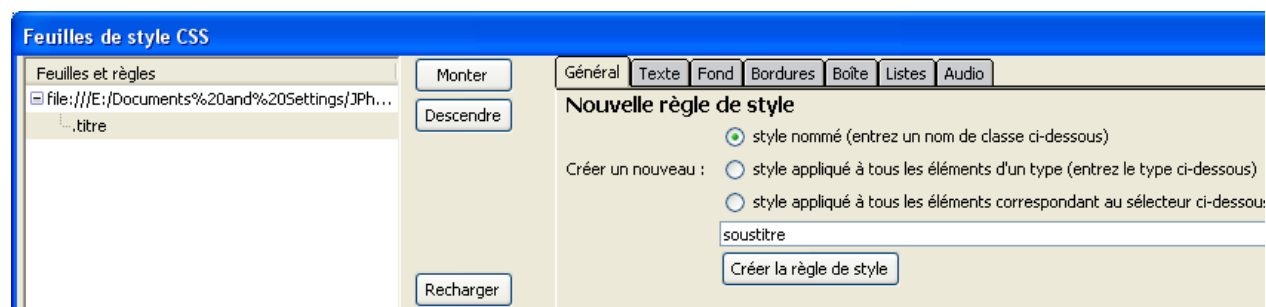 Feuilles de style CSS
Feuilles et règles
file:///E:/Documents%20and%20Settings/JPh...
.titre
Monter
Descendre
Recharger
Général Texte Fond Bordures Boîte Listes Audio
Nouvelle règle de style
style nommé (entrez un nom de classe ci-dessous)
Créer un nouveau : style appliqué à tous les éléments d'un type (entrez le type ci-dessous)
style appliqué à tous les éléments correspondant au sélecteur ci-dessous
soustitre
Créer la règle de style